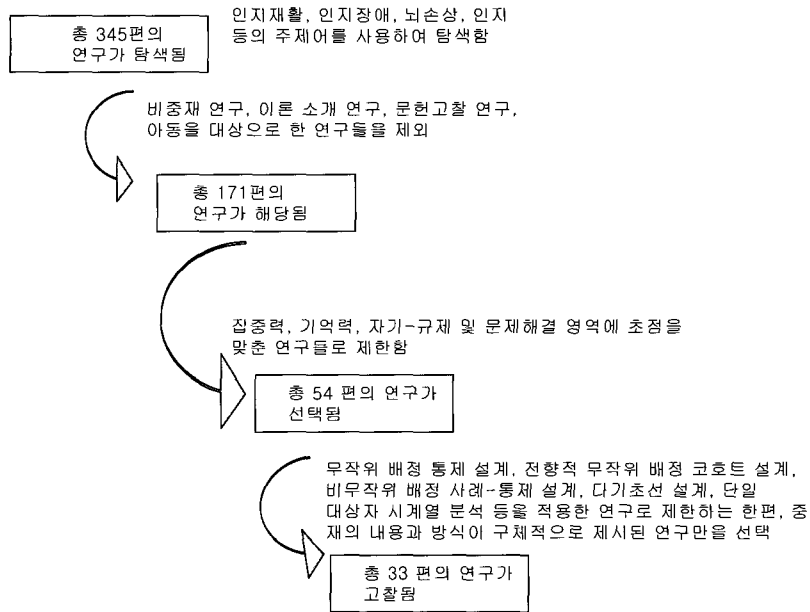 총 345편의
연구가 탐색됨
인지재활, 인지장애, 뇌손상, 인지
등의 주제어를 사용하여 탐색함
비중재 연구, 이론 소개 연구, 문헌고찰 연구,
아동을 대상으로 한 연구들을 제외
총 171편의
연구가 해당됨
집중력, 기억력, 자기-규제 및 문제해결 영역에 초점을
맞춘 연구들로 제한함
총 54 편의 연구가
선택됨
무작위 배정 통제 설계, 전향적 무작위 배정 코호트 설계,
비무작위 배정 사례-통제 설계, 다기초선 설계, 단일
대상자 시계열 분석 등을 적용한 연구로 제한하는 한편, 중
재의 내용과 방식이 구체적으로 제시된 연구만을 선택
총 33 편의 연구가
고찰됨